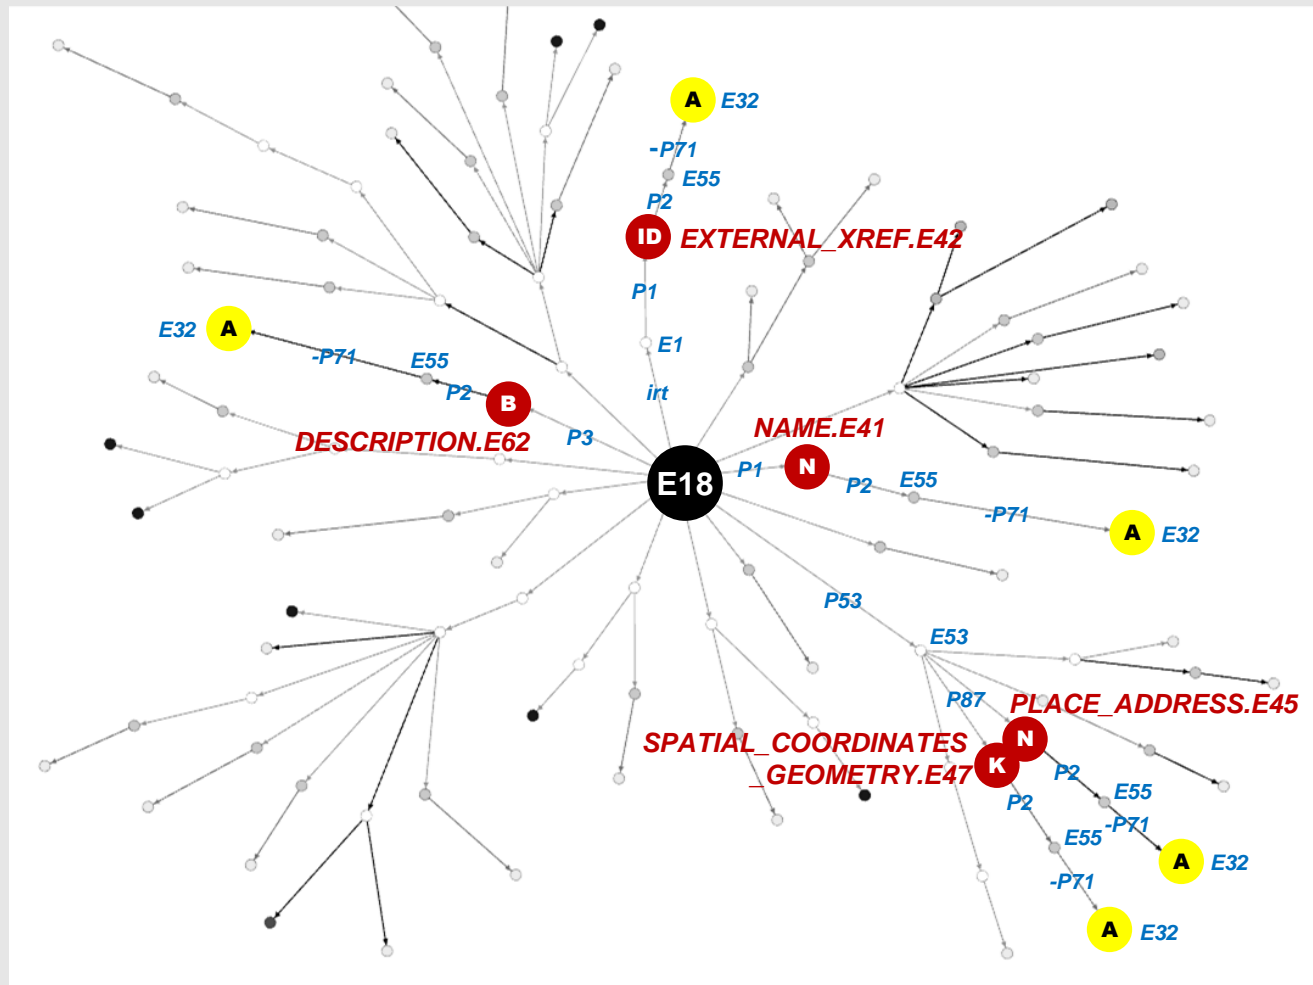 A E32
-P71
E55
P2
ID EXTERNAL_XREF.E42
P1
E1
irt
E32 A
-P71
E55
P2
B
DESCRIPTION.E62
P3
E18
NAME.E41
P1
N
P2
E55
-P71
A E32
P53
E53
P87
PLACE_ADDRESS.E45
N
SPATIAL_COORDINATES
_GEOMETRY.E47
K
P2
E55
-P71
A E32
P2
E55
-P71
A E32